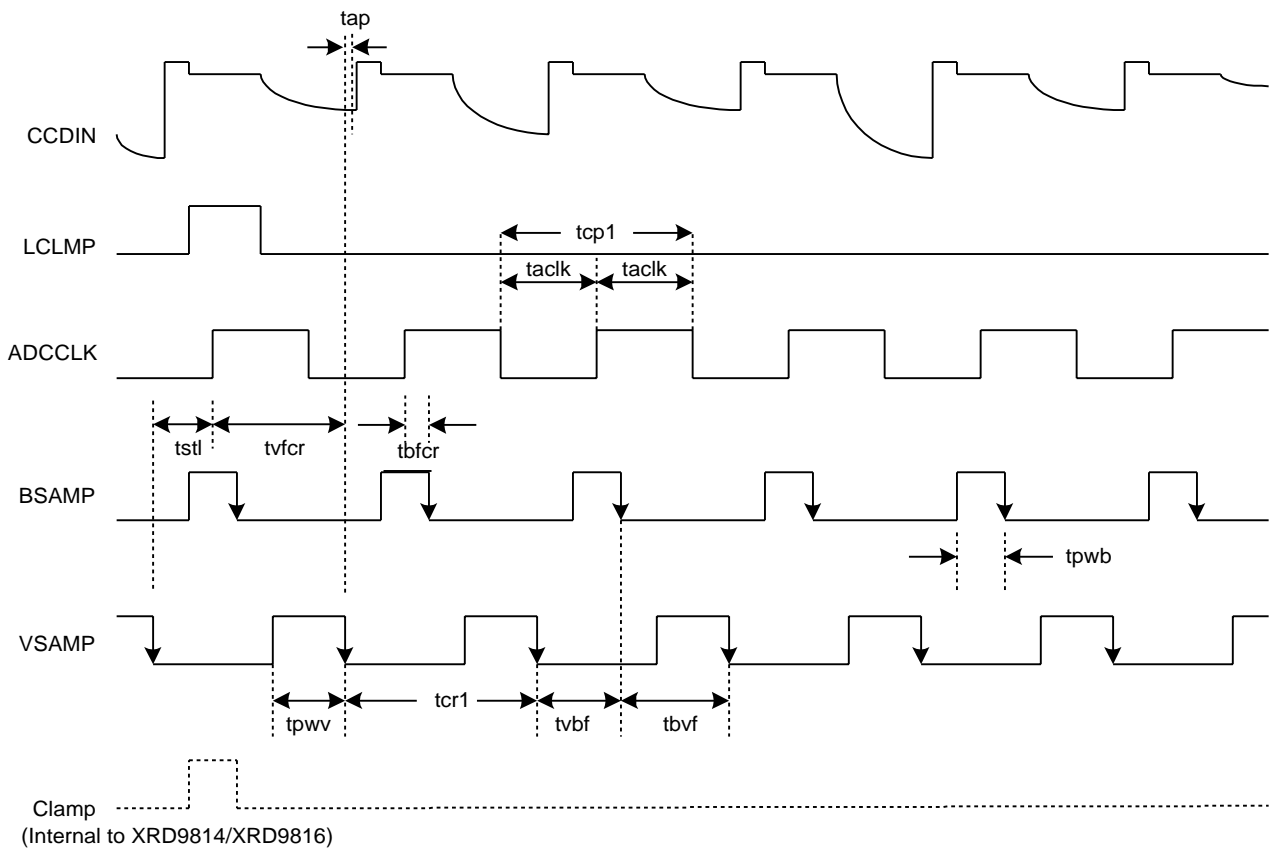 tap
CCDIN
LCLMP
tcp1
taclk taclk
ADCCLK
tstl tvfcr tbfcr
BSAMP
tpwb
VSAMP
tpwv tcr1 tvbf tbvf
Clamp
(Internal to XRD9814/XRD9816)